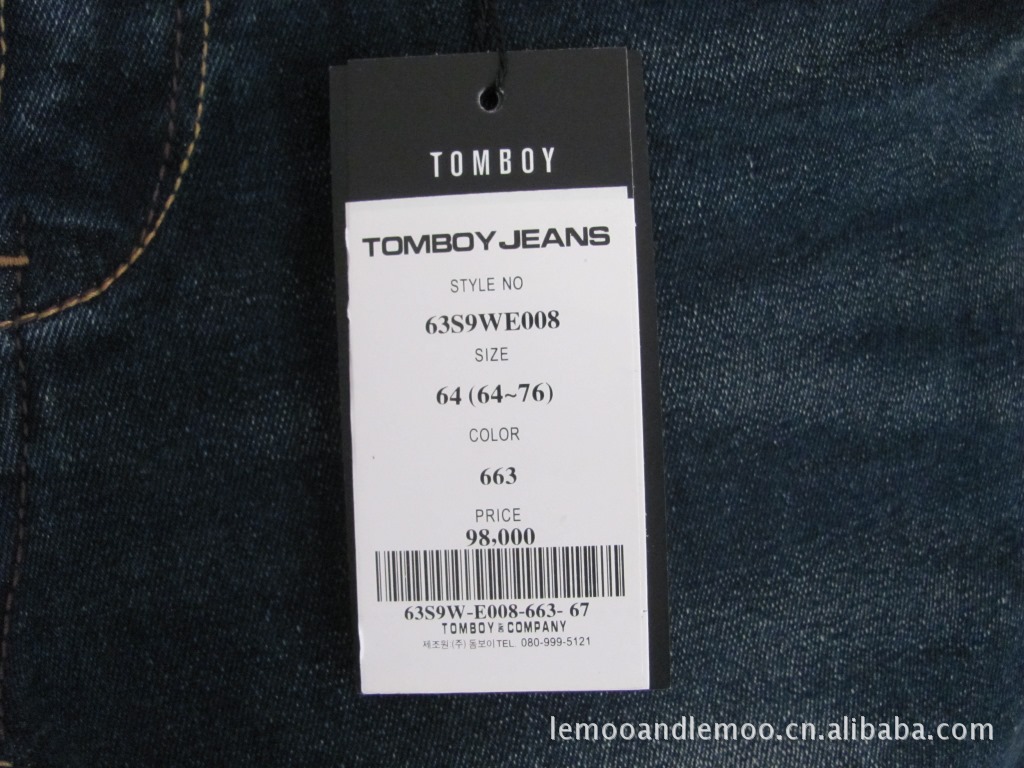 TOMBOY
TOMBOY JEANS
STYLE NO
63S9WE008
SIZE
64 (64~76)
COLOR
663
PRICE
98,000
63S9W-E008-663- 67
TOMBOY & COMPANY
제조원 (주) 톰보이 TEL. 080-999-5121
lemooandlemoo.cn.alibaba.com